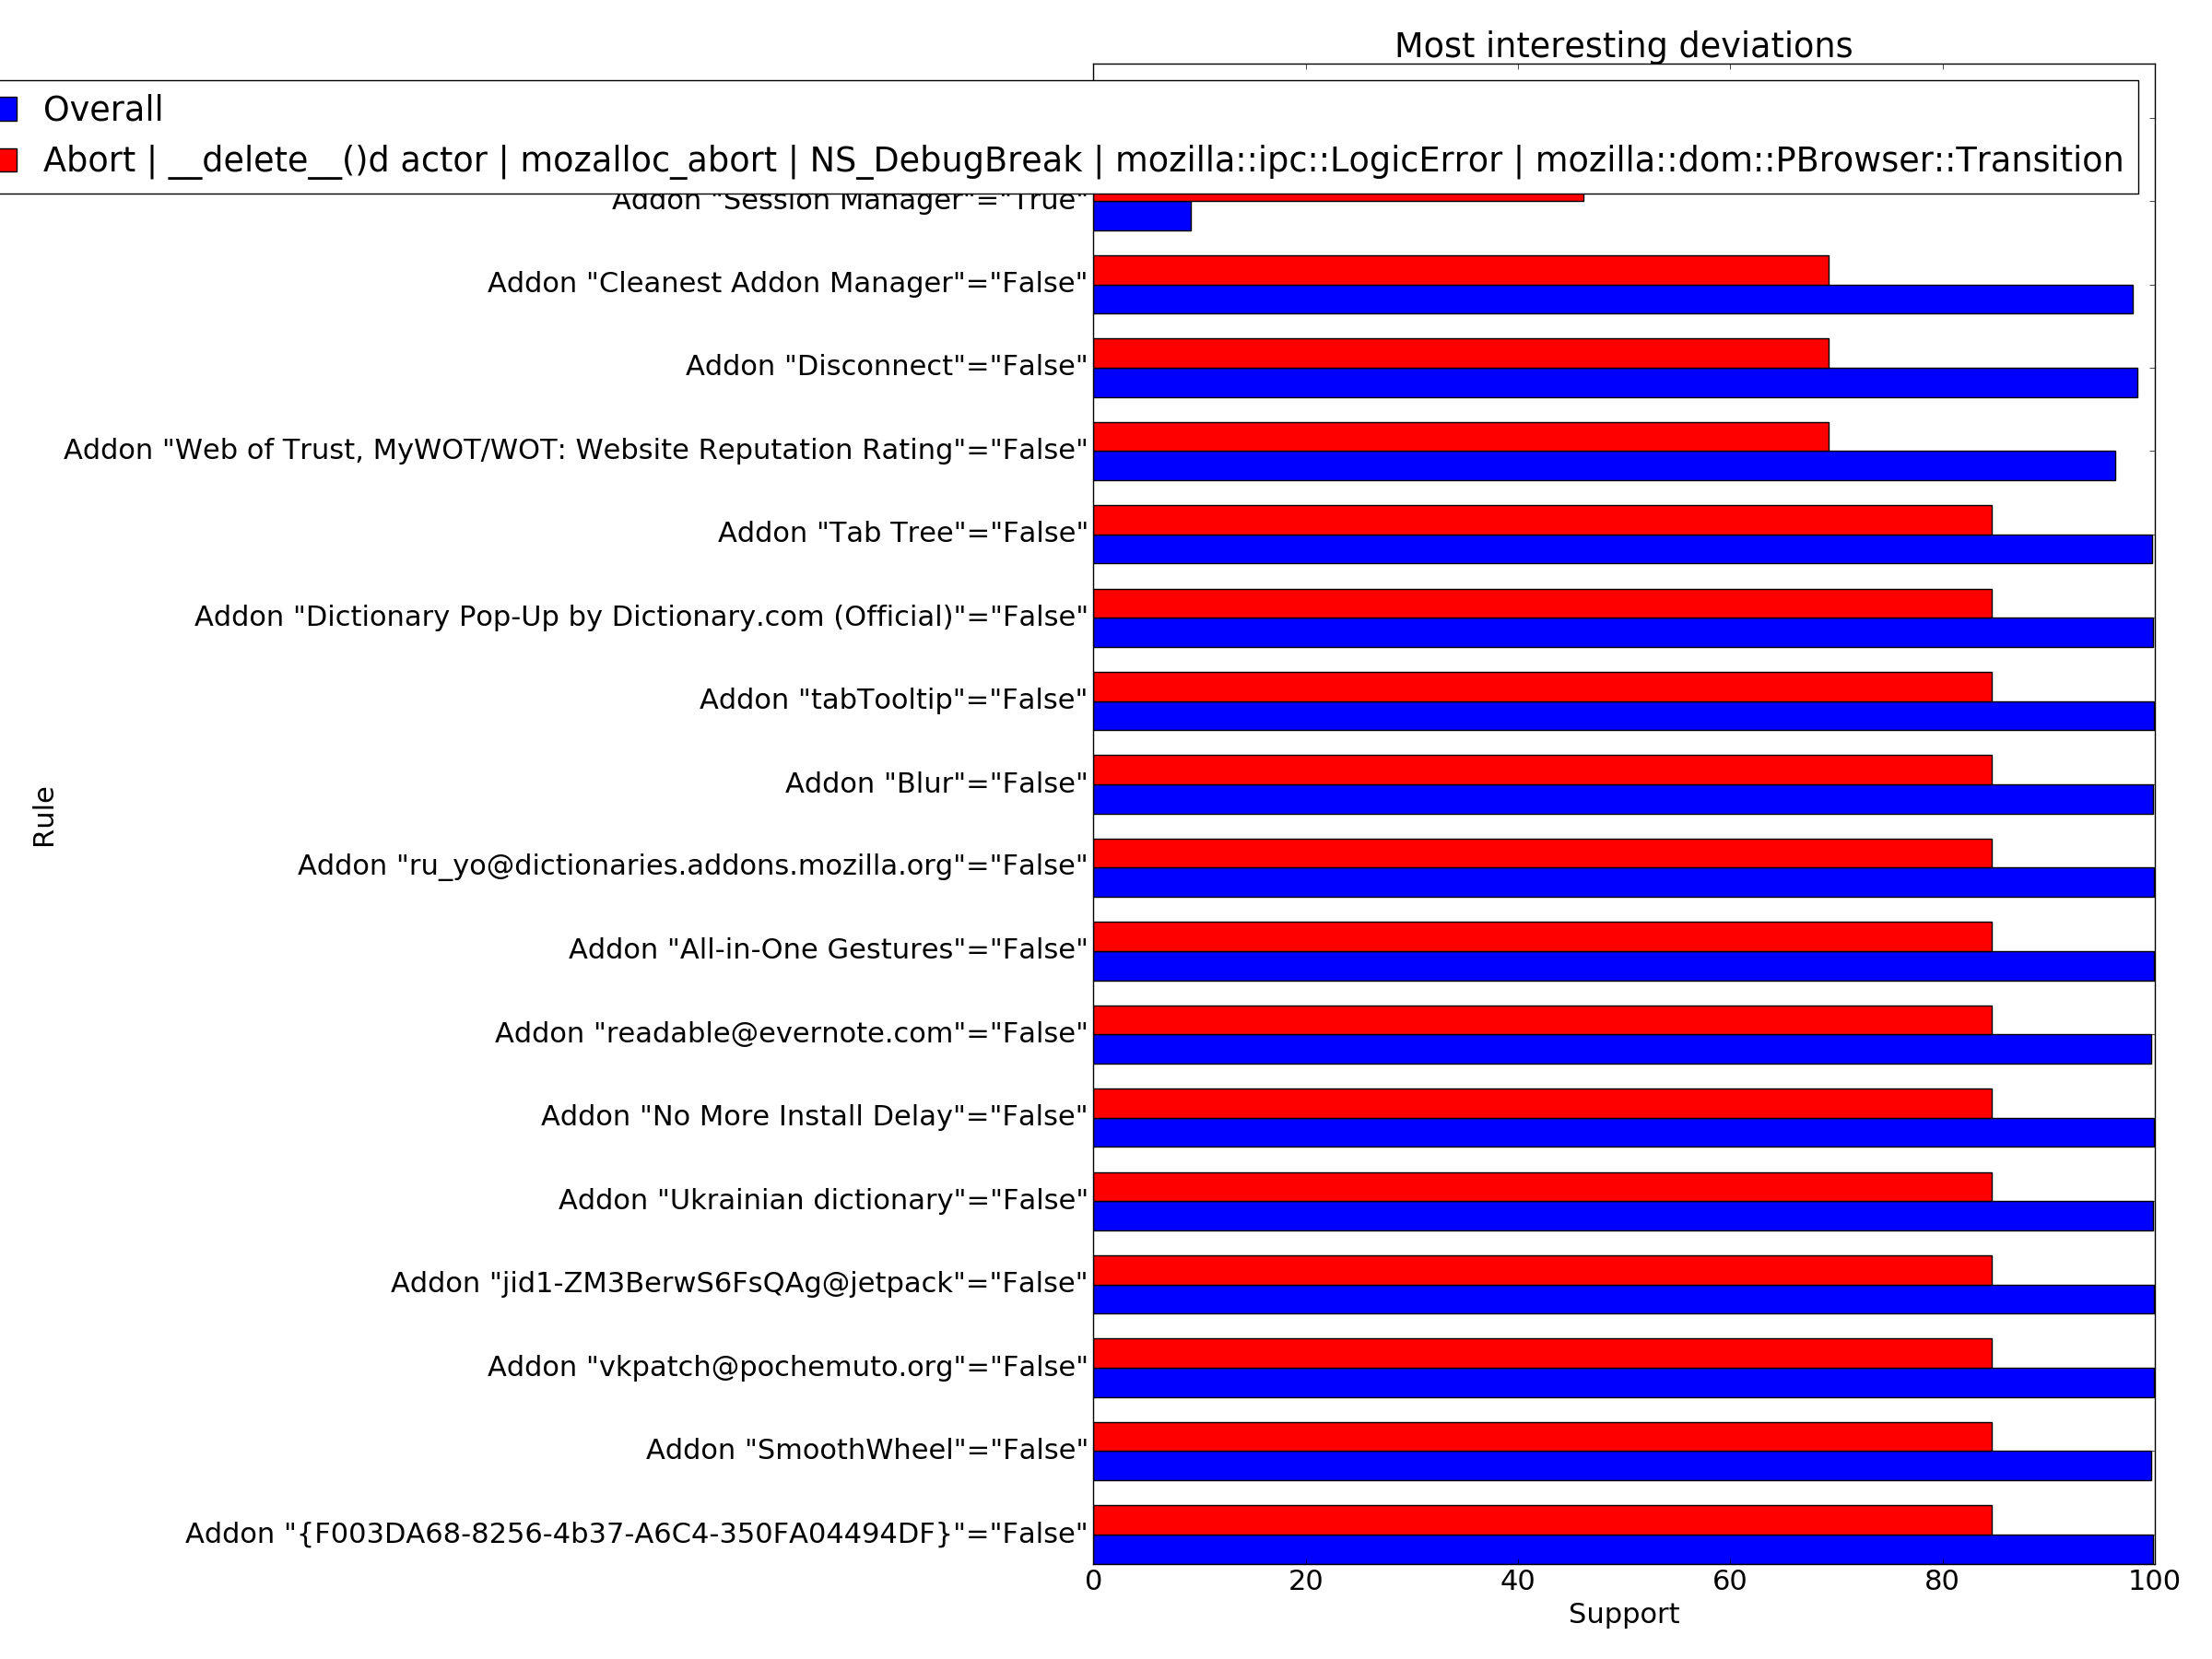 Most interesting deviations
Overall
Abort | __delete__()d actor | mozalloc_abort | NS_DebugBreak | mozilla::ipc::LogicError | mozilla::dom::PBrowser::Transition
Addon "Session Manager"="True"
Addon "Cleanest Addon Manager"="False"
Addon "Disconnect"="False"
Addon "Web of Trust, MyWOT/WOT: Website Reputation Rating"="False"
Addon "Tab Tree"="False"
Addon "Dictionary Pop-Up by Dictionary.com (Official)"="False"
Addon "tabTooltip"="False"
Addon "Blur"="False"
Rule
Addon "ru_yo@dictionaries.addons.mozilla.org"="False"
Addon "All-in-One Gestures"="False"
Addon "readable@evernote.com"="False"
Addon "No More Install Delay"="False"
Addon "Ukrainian dictionary"="False"
Addon "jid1-ZM3BerwS6FsQAg@jetpack"="False"
Addon "vkpatch@pochemuto.org"="False"
Addon "SmoothWheel"="False"
Addon "{F003DA68-8256-4b37-A6C4-350FA04494DF}"="False"
0 20 40 60 80 100
Support